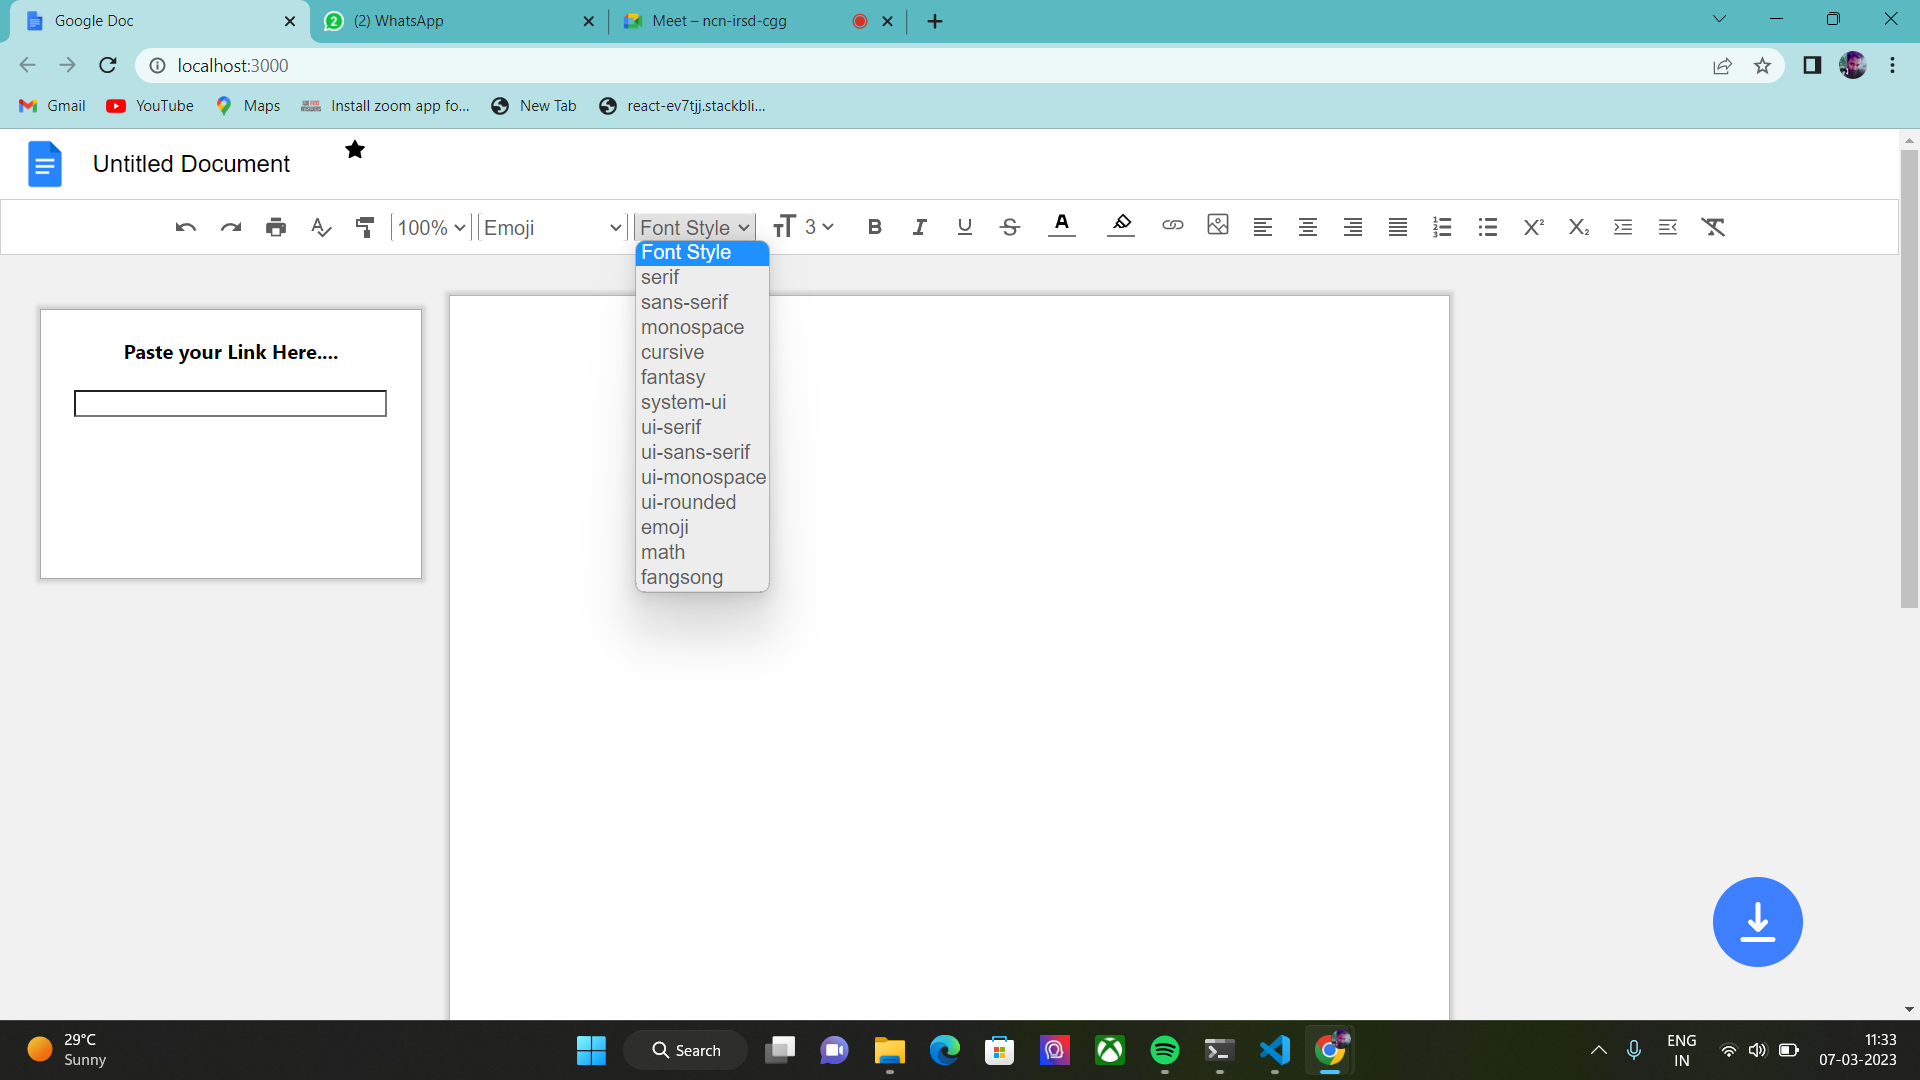 Google Doc
2
(2) WhatsApp
Meet – ncn-irsd-cgg
localhost:3000
Gmail
YouTube
Maps
Install zoom app fo...
New Tab
react-ev7tjj.stackbli...
Untitled Document
100%
Emoji
Font Style
3
B
I
U
S
A
X²
X₂
Font Style
serif
sans-serif
monospace
cursive
fantasy
system-ui
ui-serif
ui-sans-serif
ui-monospace
ui-rounded
emoji
math
fangsong
Paste your Link Here....
29°C
Sunny
Search
ENG
IN
11:33
07-03-2023